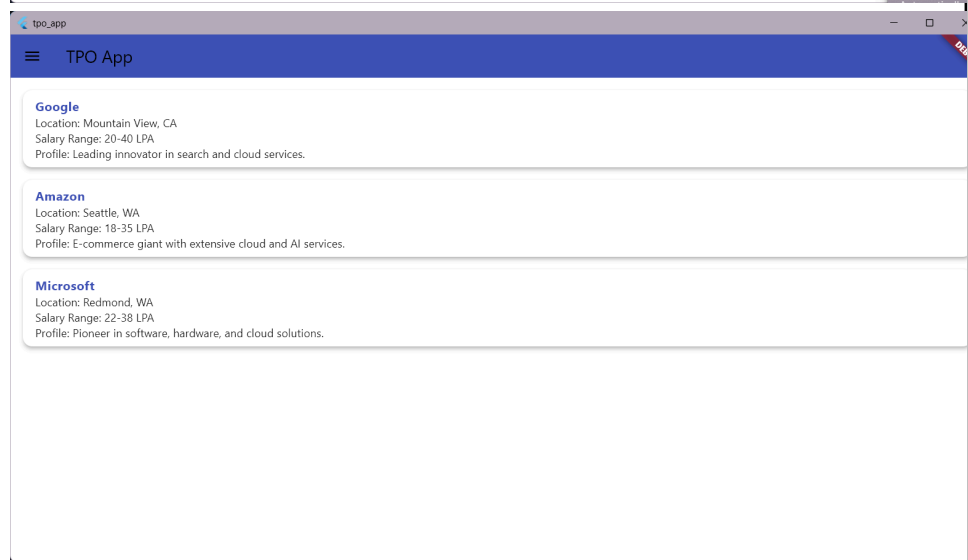 tpo_app
TPO App
Google
Location: Mountain View, CA
Salary Range: 20-40 LPA
Profile: Leading innovator in search and cloud services.
Amazon
Location: Seattle, WA
Salary Range: 18-35 LPA
Profile: E-commerce giant with extensive cloud and AI services.
Microsoft
Location: Redmond, WA
Salary Range: 22-38 LPA
Profile: Pioneer in software, hardware, and cloud solutions.